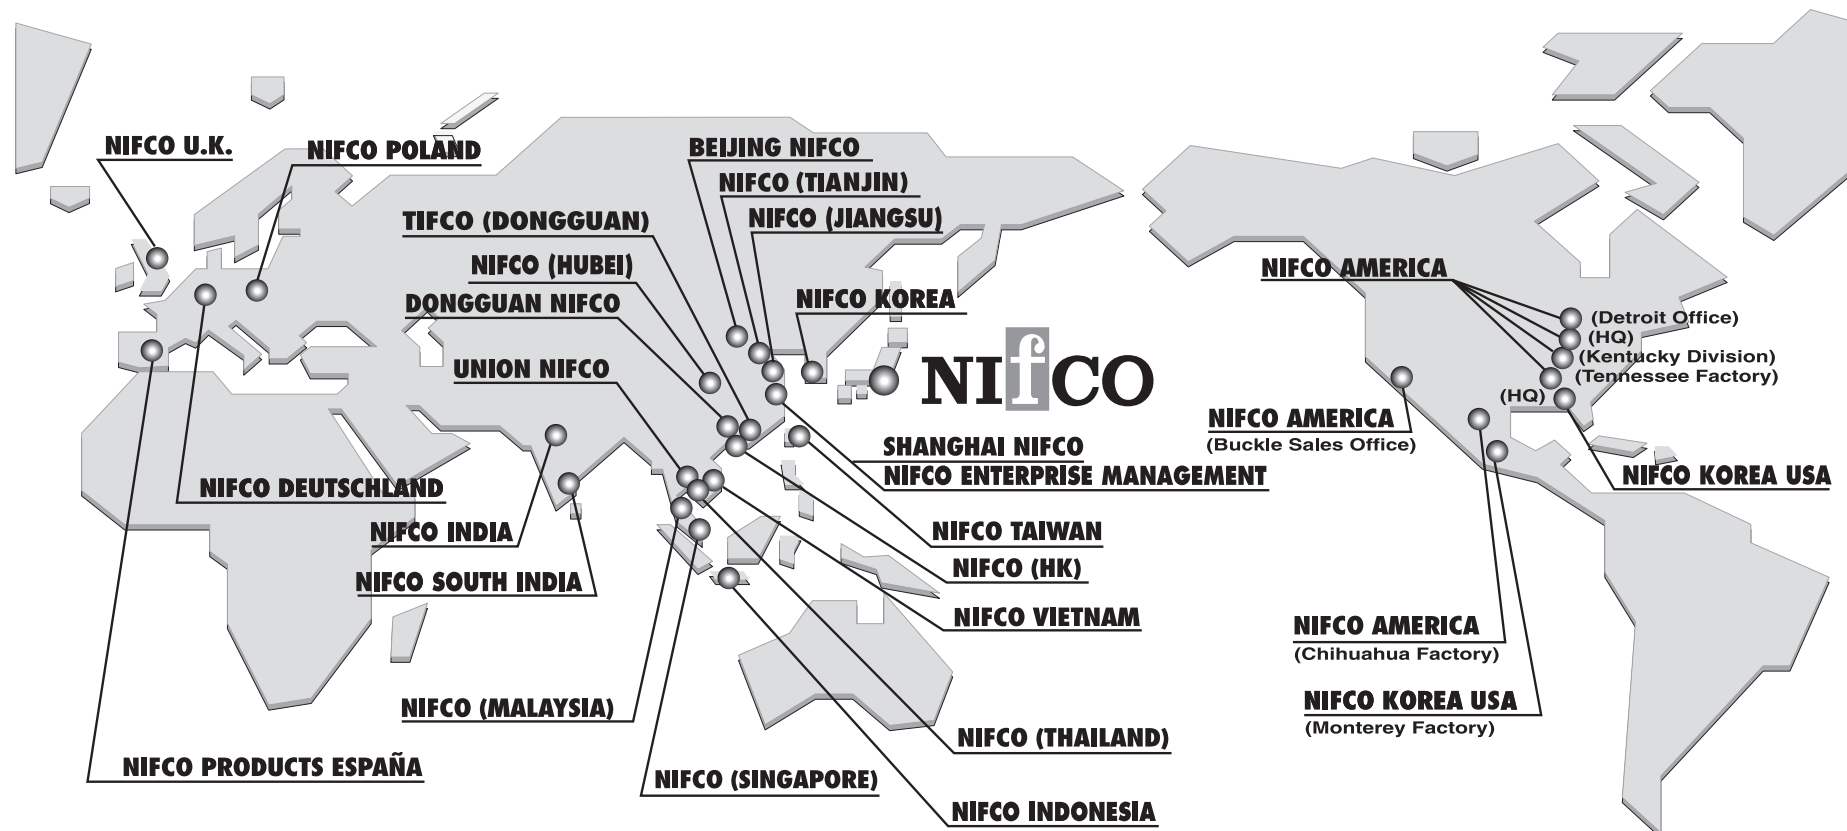 NIFCO U.K.
NIFCO POLAND
BEIJING NIFCO
NIFCO (TIANJIN)
TIFCO (DONGGUAN)
NIFCO (JIANGSU)
NIFCO (HUBEI)
NIFCO AMERICA
DONGGUAN NIFCO
NIFCO KOREA
(Detroit Office)
(HQ)
(Kentucky Division)
(Tennessee Factory)
UNION NIFCO
NIfCO
(HQ)
NIFCO AMERICA
(Buckle Sales Office)
SHANGHAI NIFCO
NIFCO ENTERPRISE MANAGEMENT
NIFCO KOREA USA
NIFCO DEUTSCHLAND
NIFCO INDIA
NIFCO TAIWAN
NIFCO SOUTH INDIA
NIFCO (HK)
NIFCO VIETNAM
NIFCO AMERICA
(Chihuahua Factory)
NIFCO (MALAYSIA)
NIFCO KOREA USA
(Monterey Factory)
NIFCO (THAILAND)
NIFCO PRODUCTS ESPAÑA
NIFCO (SINGAPORE)
NIFCO INDONESIA